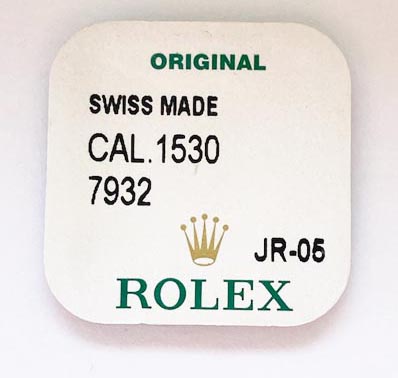 ORIGINAL
SWISS MADE
CAL.1530
7932
JR-05
ROLEX